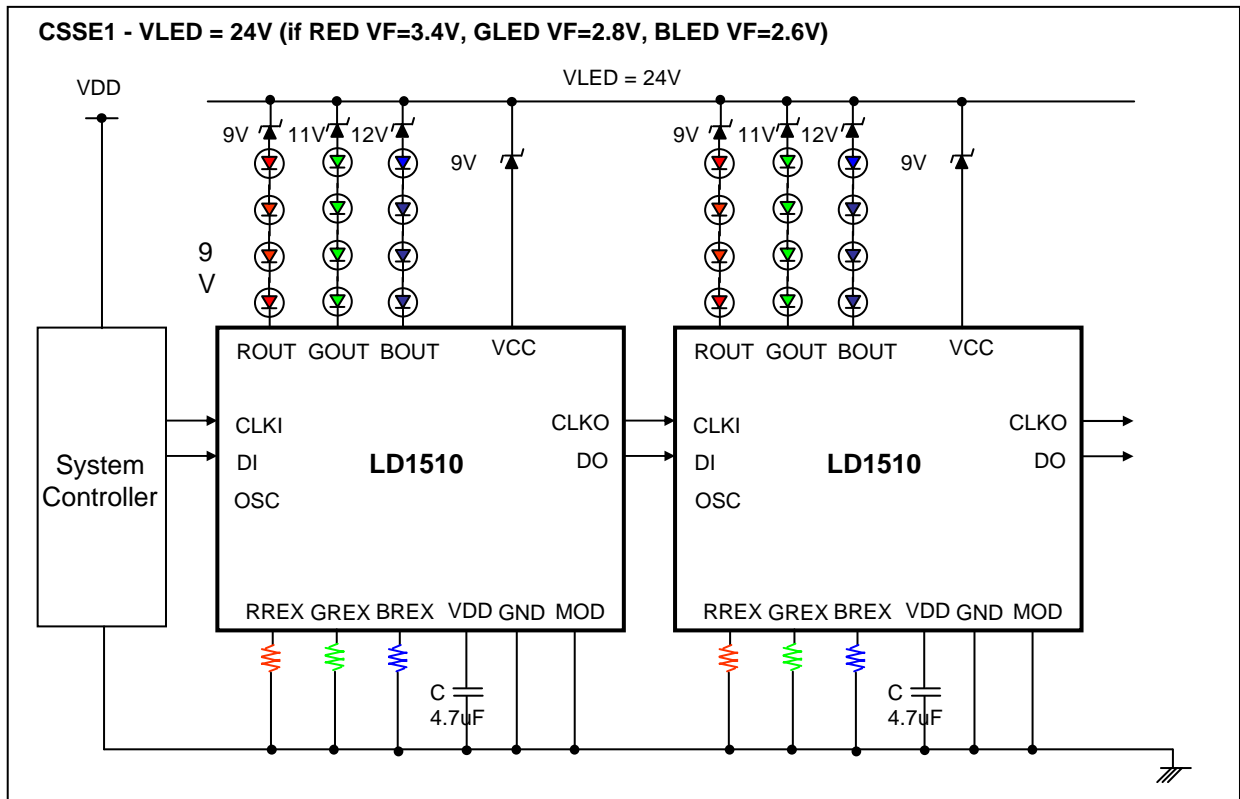 CSSE1 - VLED = 24V (if RED VF=3.4V, GLED VF=2.8V, BLED VF=2.6V)
VDD
VLED = 24V
9V 11V 12V 9V 9V 11V 12V 9V
9
V
ROUT GOUT BOUT VCC ROUT GOUT BOUT VCC
CLKI CLKO CLKI CLKO
DI LD1510 DO DI LD1510 DO
OSC OSC
System
Controller
RREX GREX BREX VDD GND MOD RREX GREX BREX VDD GND MOD
C C
4.7uF 4.7uF